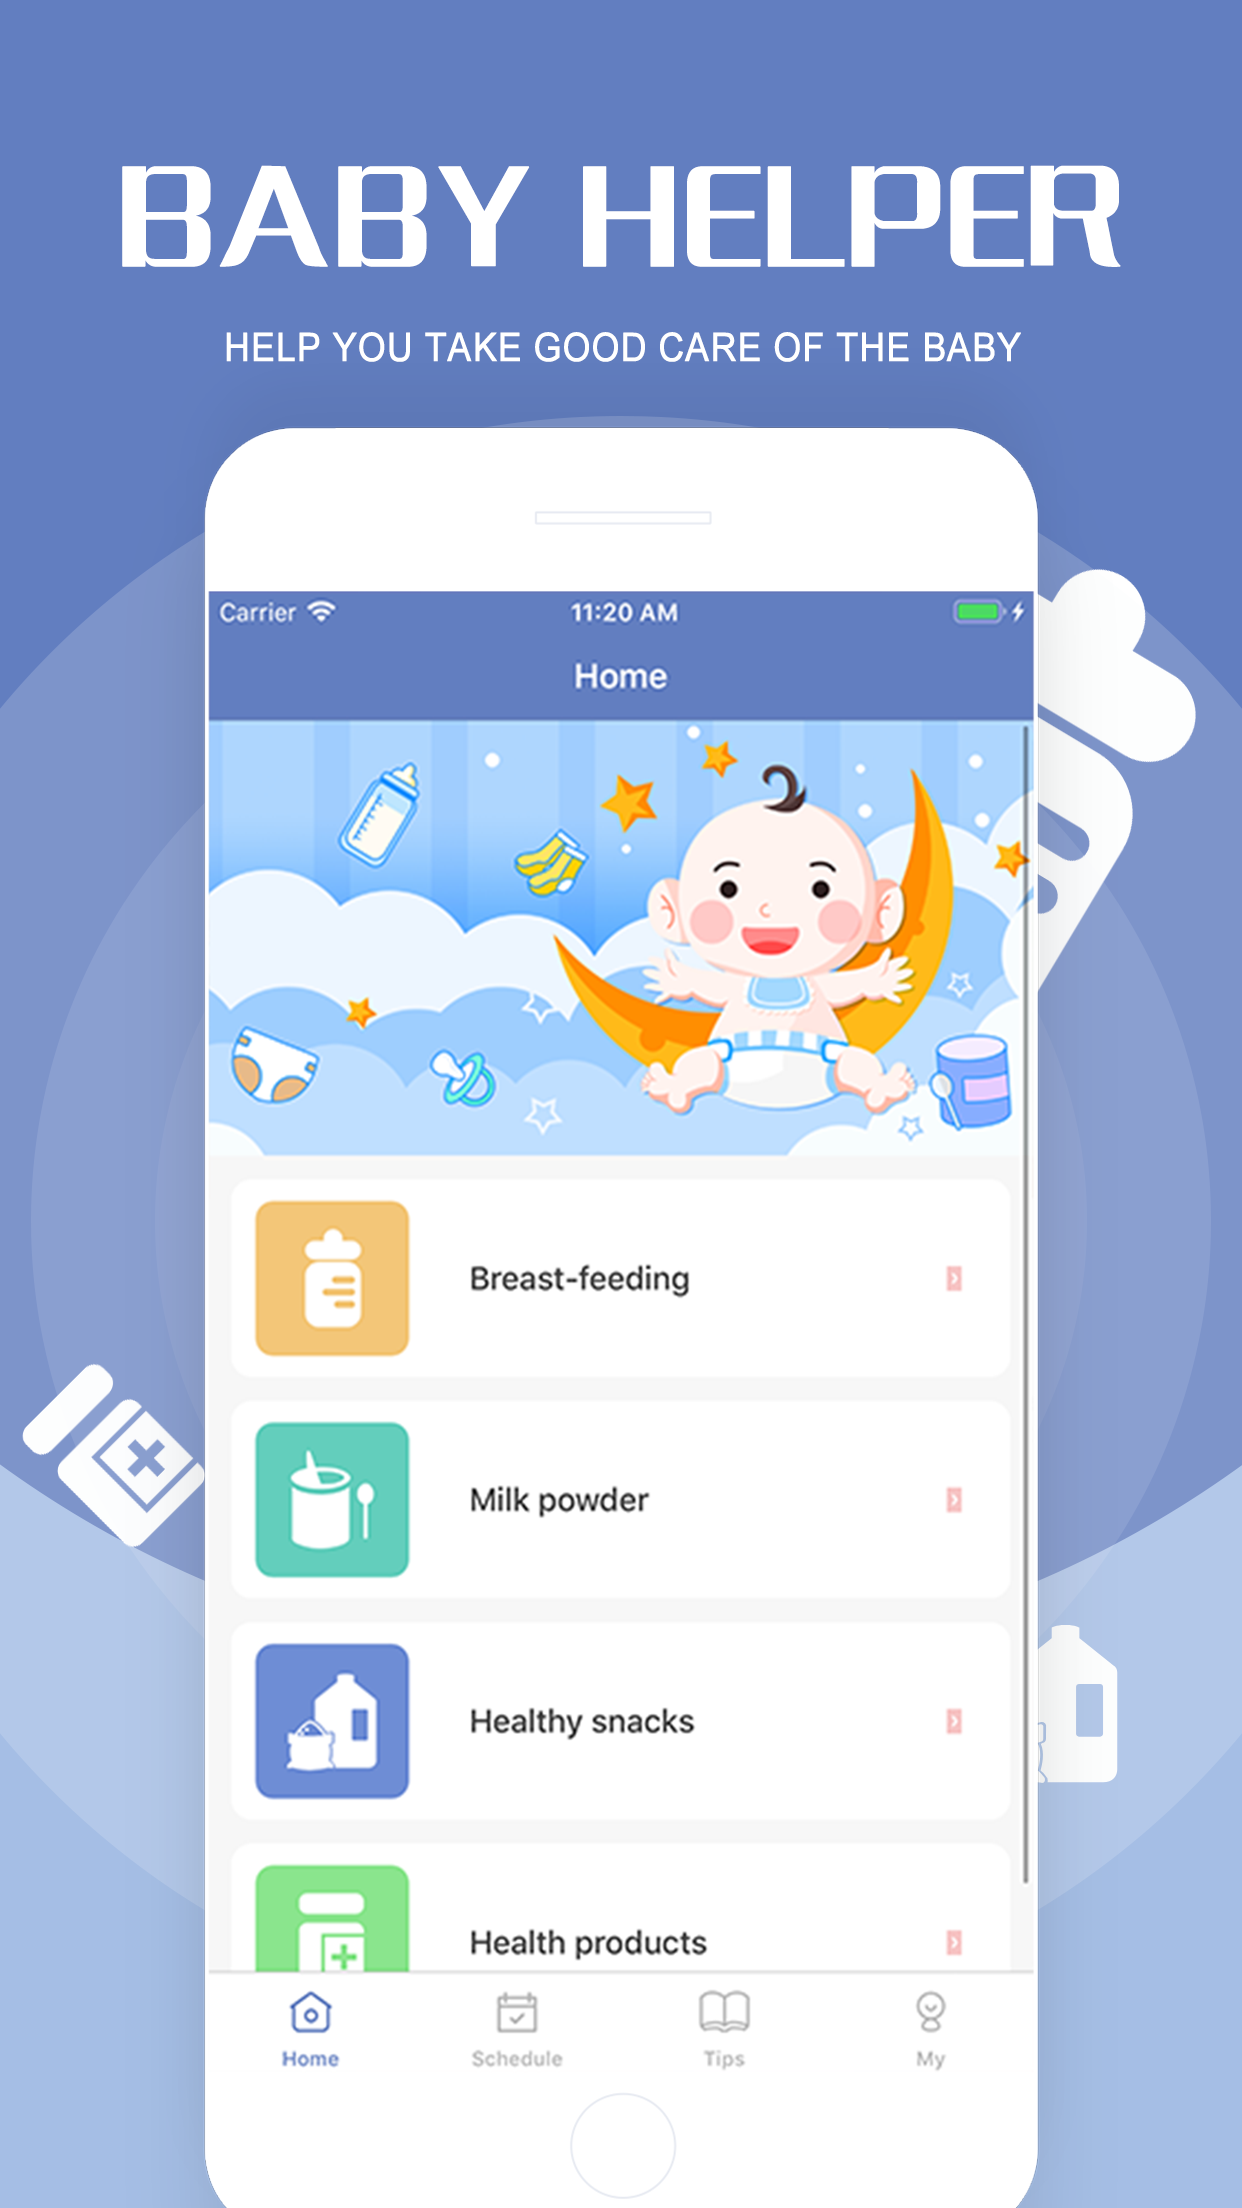 BABY HELPER
HELP YOU TAKE GOOD CARE OF THE BABY
Carrier 11:20 AM
Home
Breast-feeding
Milk powder
Healthy snacks
Health products
Home Schedule Tips My